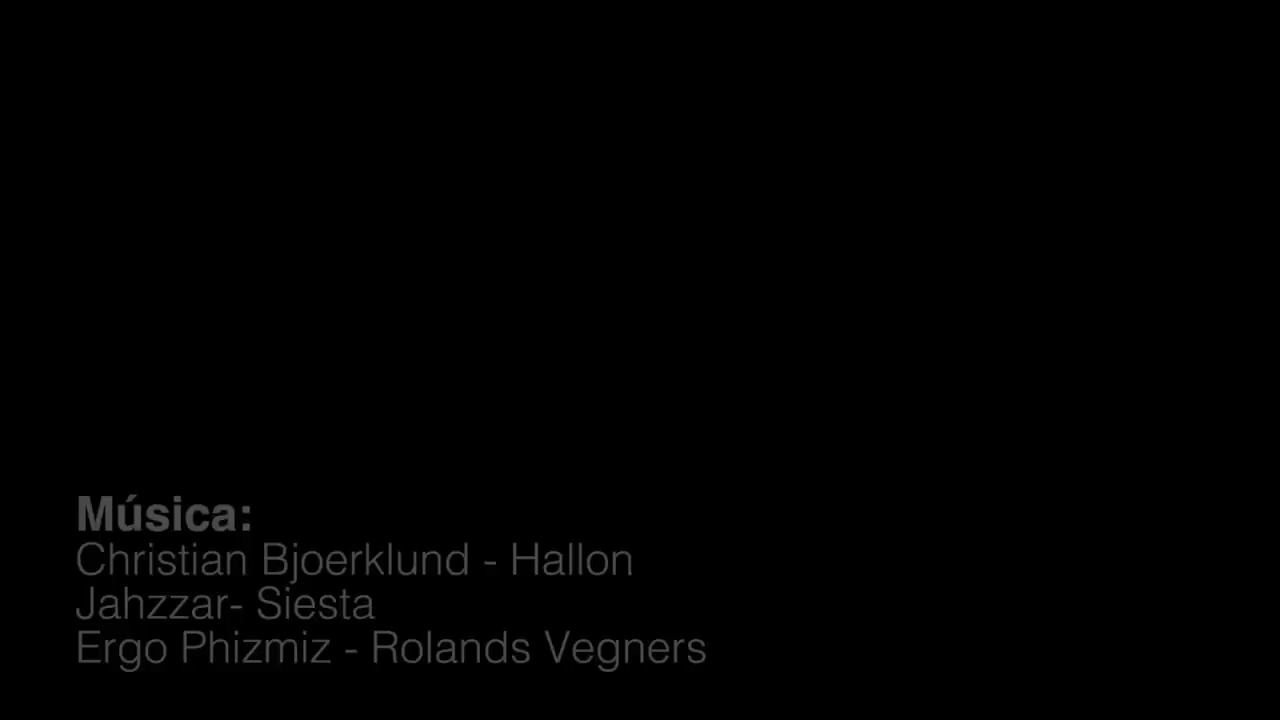 Música:
Christian Bjoerklund - Hallon
Jahzzar- Siesta
Ergo Phizmiz - Rolands Vegners